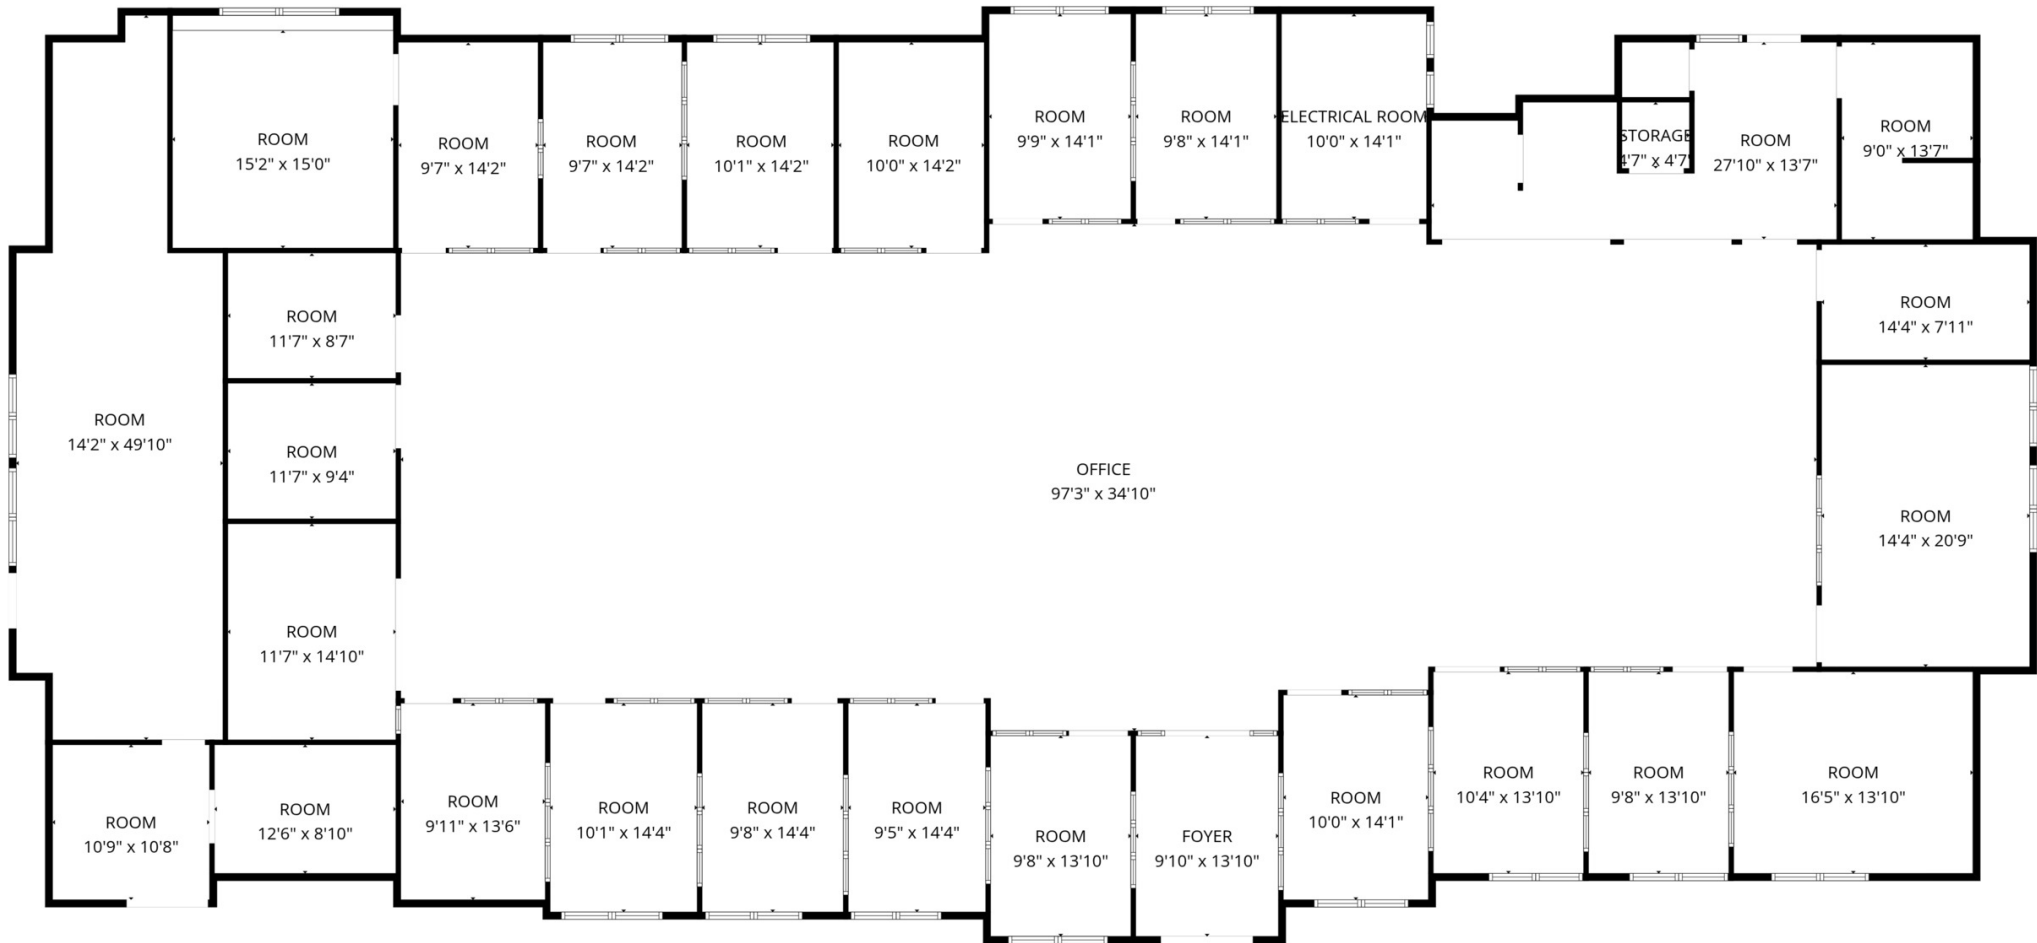 ROOM
15'2" x 15'0"
ROOM
9'7" x 14'2"
ROOM
9'7" x 14'2"
ROOM
10'1" x 14'2"
ROOM
10'0" x 14'2"
ROOM
9'9" x 14'1"
ROOM
9'8" x 14'1"
ELECTRICAL ROOM
10'0" x 14'1"
STORAGE
4'7" x 4'7"
ROOM
27'10" x 13'7"
ROOM
9'0" x 13'7"
ROOM
11'7" x 8'7"
ROOM
14'4" x 7'11"
ROOM
14'2" x 49'10"
ROOM
11'7" x 9'4"
OFFICE
97'3" x 34'10"
ROOM
14'4" x 20'9"
ROOM
11'7" x 14'10"
ROOM
10'9" x 10'8"
ROOM
12'6" x 8'10"
ROOM
9'11" x 13'6"
ROOM
10'1" x 14'4"
ROOM
9'8" x 14'4"
ROOM
9'5" x 14'4"
ROOM
9'8" x 13'10"
FOYER
9'10" x 13'10"
ROOM
10'0" x 14'1"
ROOM
10'4" x 13'10"
ROOM
9'8" x 13'10"
ROOM
16'5" x 13'10"